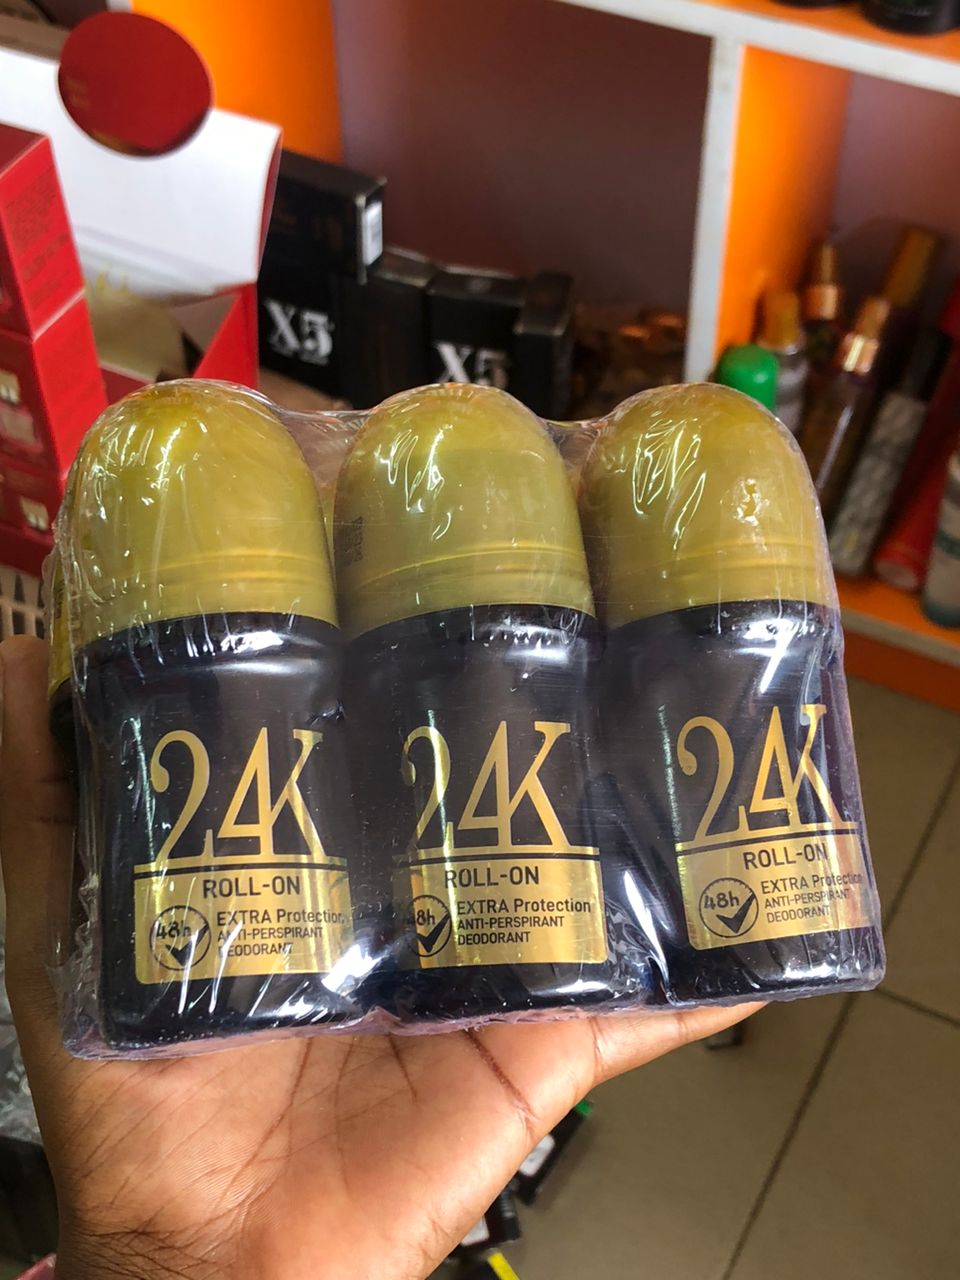 X5
X5
24K
ROLL-ON
48h
EXTRA Protection
ANTI-PERSPIRANT
DEODORANT
24K
ROLL-ON
48h
EXTRA Protection
ANTI-PERSPIRANT
DEODORANT
24K
ROLL-ON
48h
EXTRA Protection
ANTI-PERSPIRANT
DEODORANT